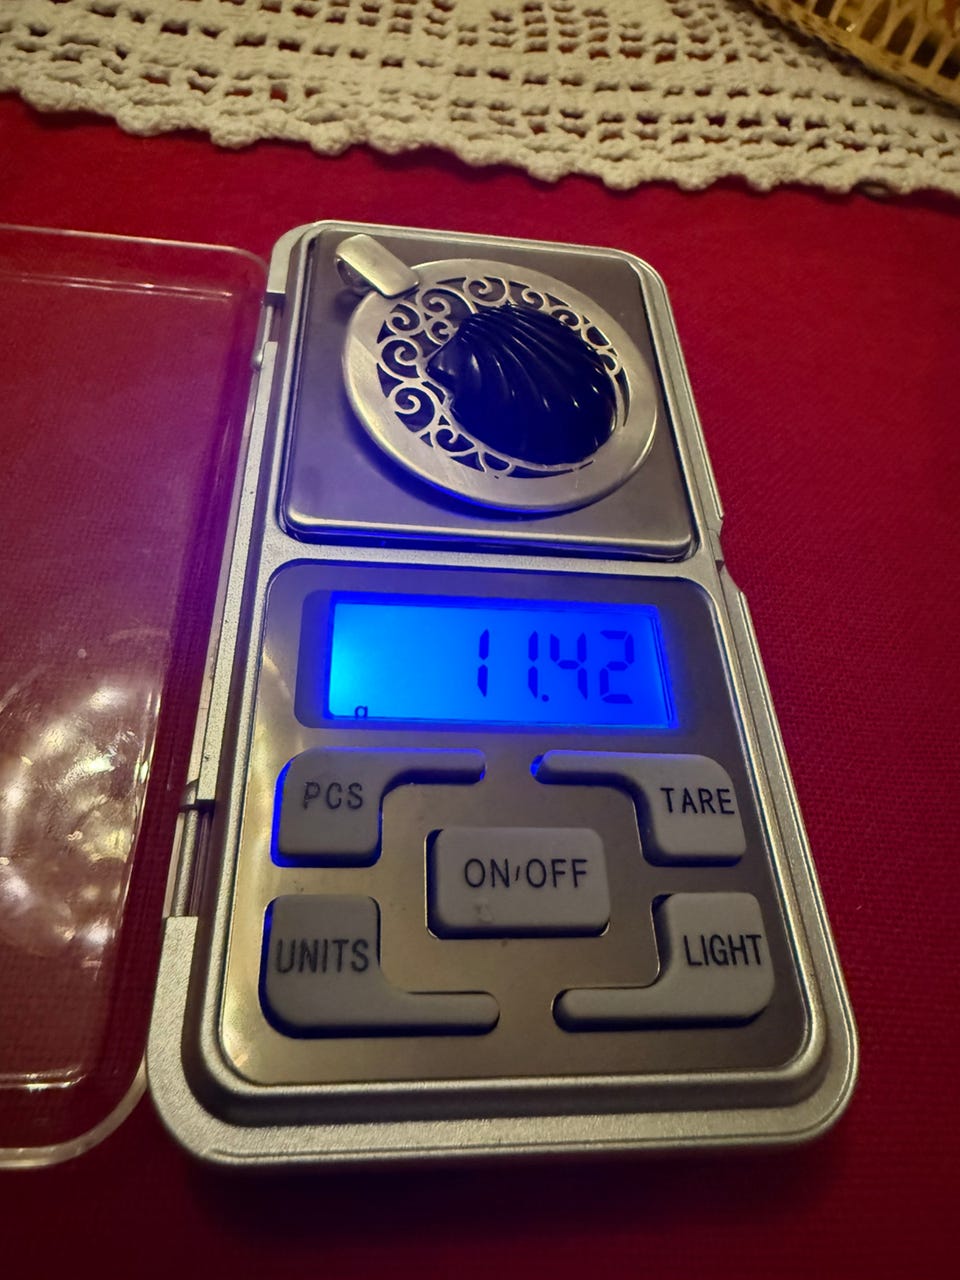 11.42
g
PCS
TARE
ON/OFF
UNITS
LIGHT